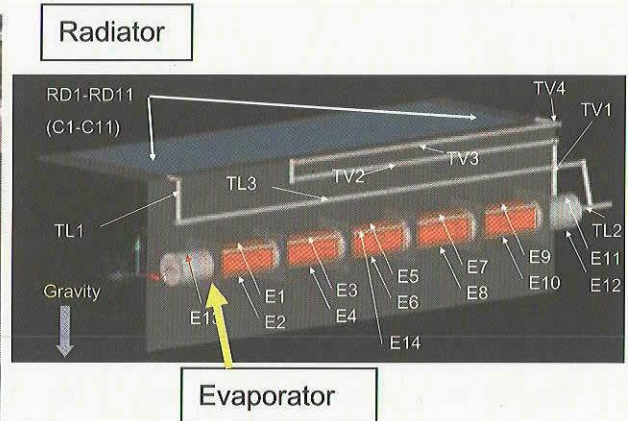 Radiator
RD1-RD11
(C1-C11)
TV4
TV1
TV3
TV2
TL3
TL1
TL2
E11
E12
E9
E10
E7
E8
E5
E6
E3
E4
E1
E2
E13
E14
Gravity
Evaporator